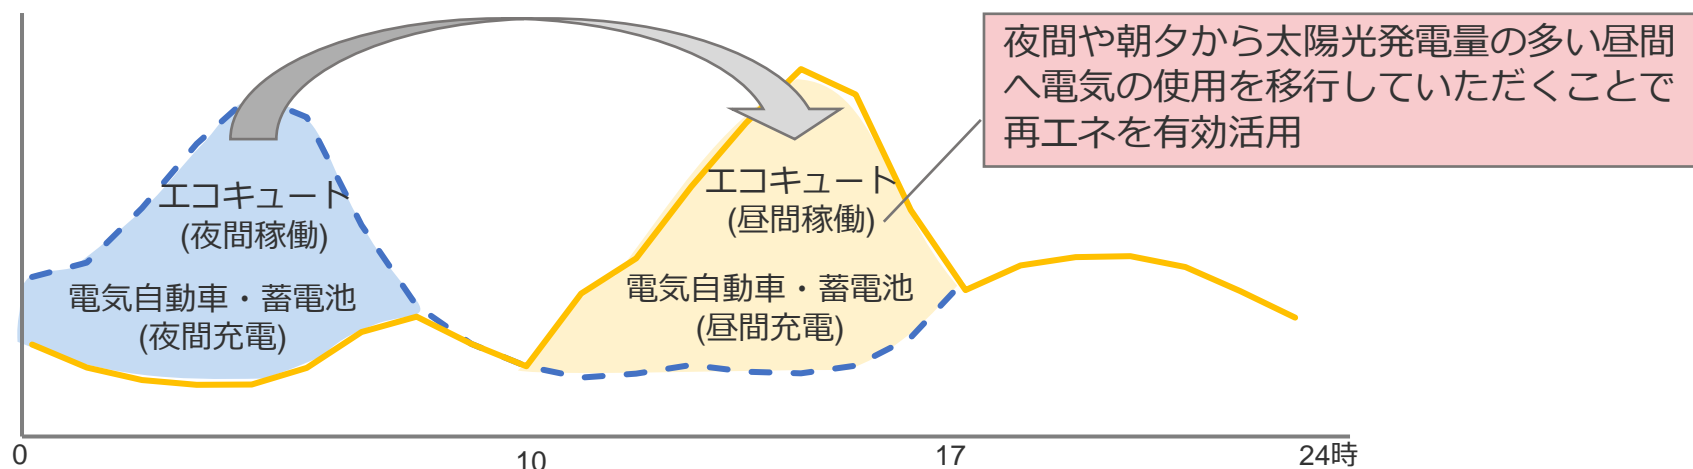 夜間や朝夕から太陽光発電量の多い昼間
へ電気の使用を移行していただくことで
再エネを有効活用
エコキュート
(夜間稼働)
電気自動車・蓄電池
(夜間充電)
エコキュート
(昼間稼働)
電気自動車・蓄電池
(昼間充電)
0
10
17
24時